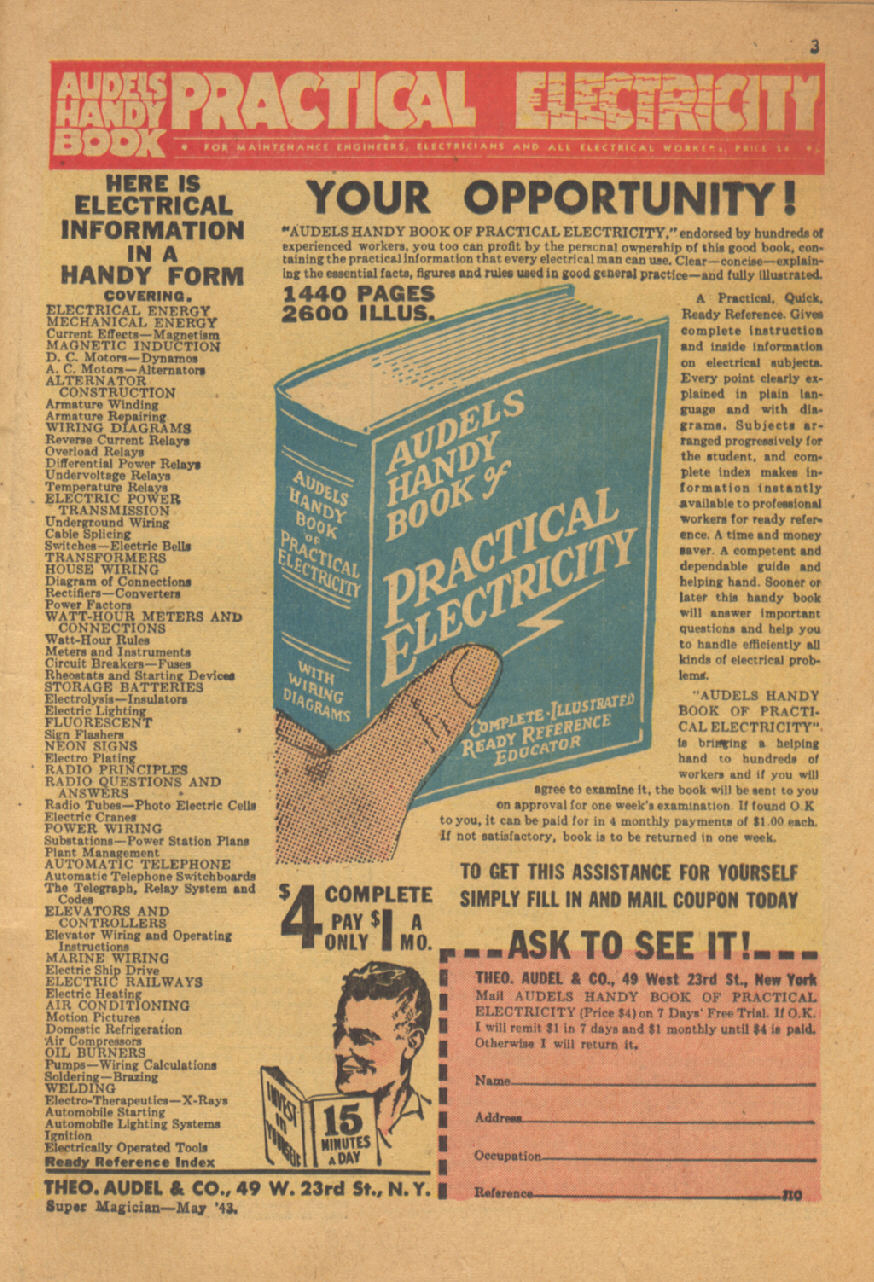 3
AUDELS
HANDY
BOOK
PRACTICAL ELECTRICITY
FOR MAINTENANCE ENGINEERS, ELECTRICIANS AND ALL ELECTRICAL WORKERS, PRICE $4
HERE IS
ELECTRICAL
INFORMATION
IN A
HANDY FORM
COVERING.
ELECTRICAL ENERGY
MECHANICAL ENERGY
Current Effects—Magnetism
MAGNETIC INDUCTION
D. C. Motors—Dynamos
A. C. Motors—Alternators
ALTERNATOR
CONSTRUCTION
Armature Winding
Armature Repairing
WIRING DIAGRAMS
Reverse Current Relays
Overload Relays
Differential Power Relays
Undervoltage Relays
Temperature Relays
ELECTRIC POWER
TRANSMISSION
Underground Wiring
Cable Splicing
Switches—Electric Bells
TRANSFORMERS
HOUSE WIRING
Diagram of Connections
Rectifiers—Converters
Power Factors
WATT-HOUR METERS AND
CONNECTIONS
Watt-Hour Rules
Meters and Instruments
Circuit Breakers—Fuses
Rheostats and Starting Devices
STORAGE BATTERIES
Electrolysis—Insulators
Electric Lighting
FLUORESCENT
Sign Flashers
NEON SIGNS
Electro Plating
RADIO PRINCIPLES
RADIO QUESTIONS AND
ANSWERS
Radio Tubes—Photo Electric Cells
Electric Cranes
POWER WIRING
Substations—Power Station Plans
Plant Management
AUTOMATIC TELEPHONE
Automatic Telephone Switchboards
The Telegraph, Relay System and
Codes
ELEVATORS AND
CONTROLLERS
Elevator Wiring and Operating
Instructions
MARINE WIRING
Electric Ship Drive
ELECTRIC RAILWAYS
Electric Heating
AIR CONDITIONING
Motion Pictures
Domestic Refrigeration
Air Compressors
OIL BURNERS
Pumps—Wiring Calculations
Soldering—Brazing
WELDING
Electro-Therapeutics—X-Rays
Automobile Starting
Automobile Lighting Systems
Ignition
Electrically Operated Tools
Ready Reference Index
YOUR OPPORTUNITY!
"AUDELS HANDY BOOK OF PRACTICAL ELECTRICITY," endorsed by hundreds of
experienced workers, you too can profit by the personal ownership of this good book, con-
taining the practical information that every electrical man can use. Clear—concise—explain-
ing the essential facts, figures and rules used in good general practice—and fully illustrated.
1440 PAGES
2600 ILLUS.
AUDELS
HANDY
BOOK
OF
PRACTICAL
ELECTRICITY
WITH
WIRING
DIAGRAMS
AUDELS
HANDY
BOOK of
PRACTICAL
ELECTRICITY
COMPLETE-ILLUSTRATED
READY REFERENCE
EDUCATOR
A Practical, Quick,
Ready Reference. Gives
complete instruction
and inside information
on electrical subjects.
Every point clearly ex-
plained in plain lan-
guage and with dia-
grams. Subjects ar-
ranged progressively for
the student, and com-
plete index makes in-
formation instantly
available to professional
workers for ready refer-
ence. A time and money
saver. A competent and
dependable guide and
helping hand. Sooner or
later this handy book
will answer important
questions and help you
to handle efficiently all
kinds of electrical prob-
lems.
"AUDELS HANDY
BOOK OF PRACTI-
CAL ELECTRICITY"
is bringing a helping
hand to hundreds of
workers and if you will
agree to examine it, the book will be sent to you
on approval for one week's examination. If found O.K
to you, it can be paid for in 4 monthly payments of $1.00 each.
If not satisfactory, book is to be returned in one week.
$4 COMPLETE
PAY $1 A
ONLY MO.
TO GET THIS ASSISTANCE FOR YOURSELF
SIMPLY FILL IN AND MAIL COUPON TODAY
ASK TO SEE IT!
THEO. AUDEL & CO., 49 West 23rd St., New York
Mail AUDELS HANDY BOOK OF PRACTICAL
ELECTRICITY (Price $4) on 7 Days' Free Trial. If O.K.
I will remit $1 in 7 days and $1 monthly until $4 is paid.
Otherwise I will return it.
Name
Address
Occupation
Reference
INVEST
IN
YOURSELF
15
MINUTES
A DAY
THEO. AUDEL & CO., 49 W. 23rd St., N. Y.
Super Magician—May '43.